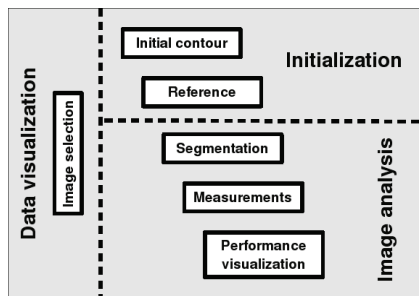 Data visualization
Image selection
Initial contour
Reference
Initialization
Segmentation
Measurements
Performance
visualization
Image analysis